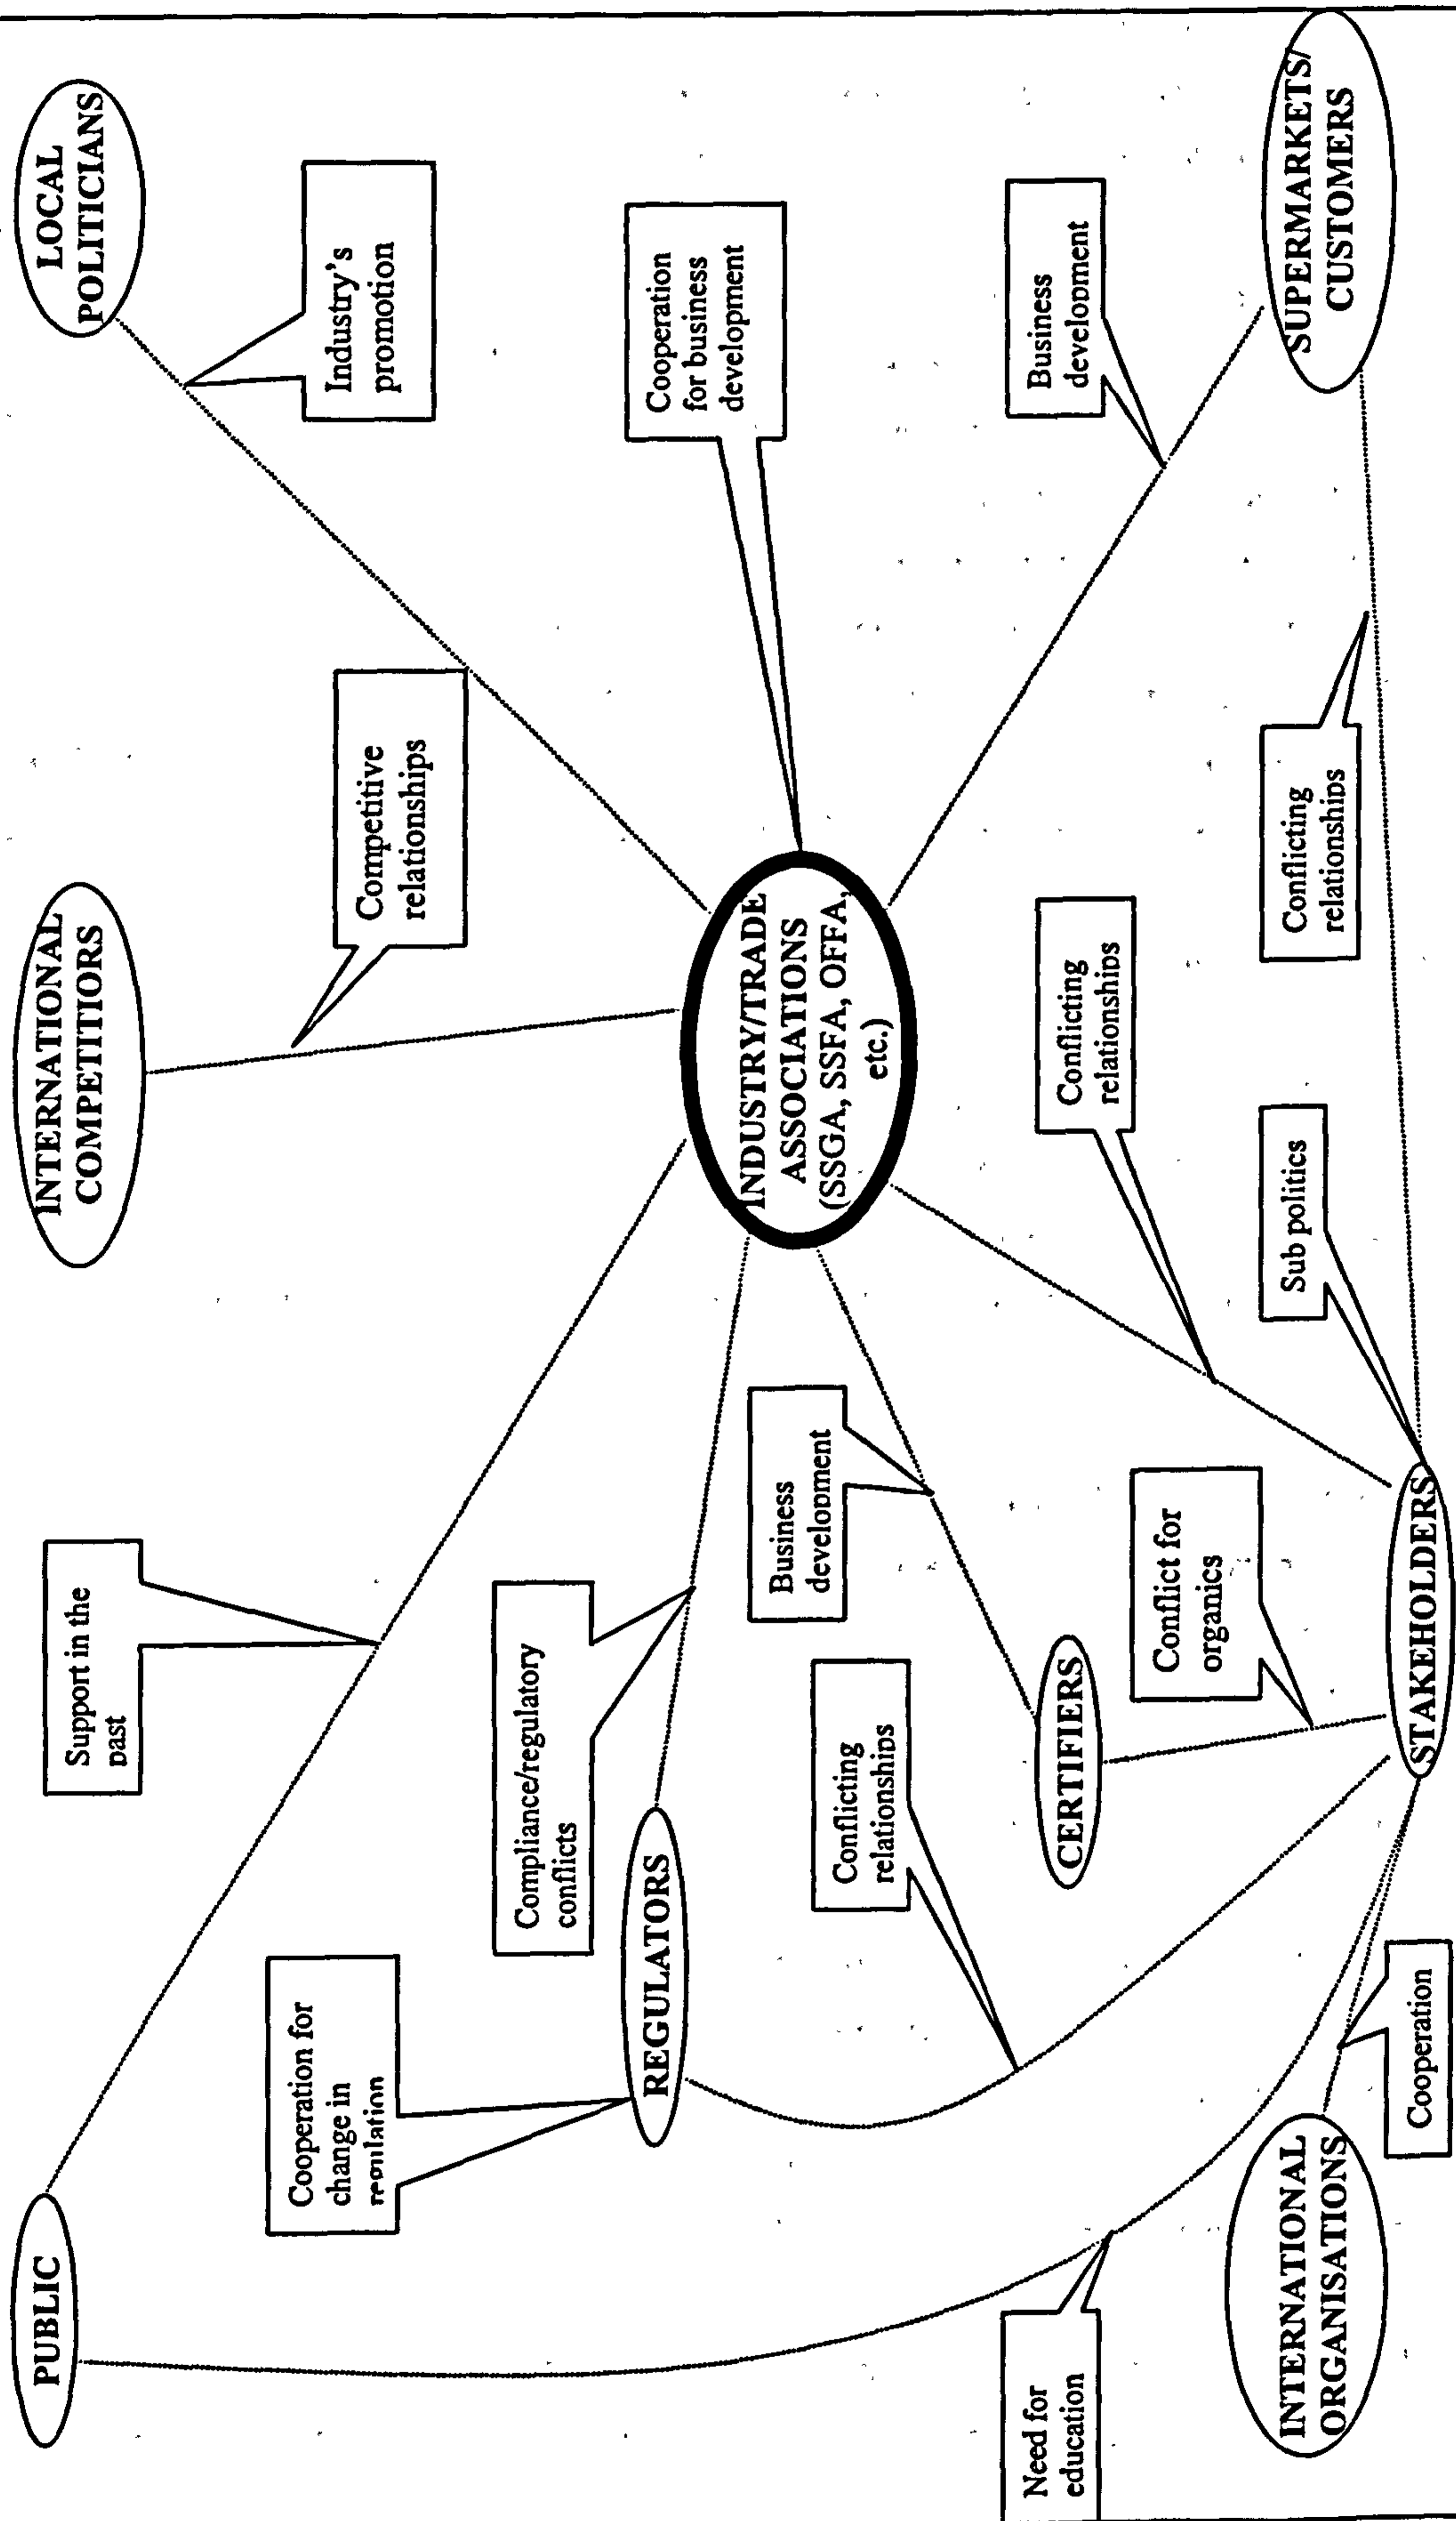 PUBLIC
Support in the
past
INTERNATIONAL
COMPETITIORS
LOCAL
POLITICIANS
Cooperation for
change in
regulation
Competitive
relationships
Industry's
promotion
Compliance/regulatory
conflicts
REGULATORS
INDUSTRY/TRADE
ASSOCIATIONS
(SSGA, SSFA, OFFA,
etc.)
Cooperation
for business
development
Business
development
Conflicting
relationships
CERTIFIERS
Conflicting
relationships
Business
development
Need for
education
Conflict for
organics
Sub politics
Conflicting
relationships
SUPERMARKETS/
CUSTOMERS
INTERNATIONAL
ORGANISATIONS
Cooperation
STAKEHOLDERS